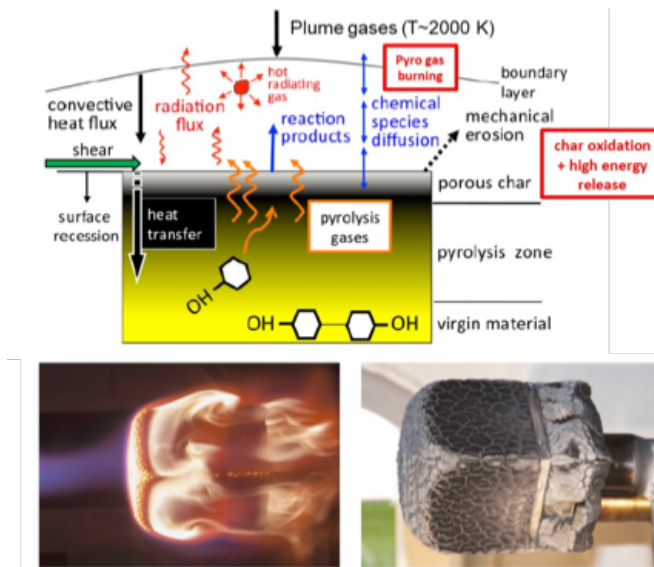 Plume gases (T~2000 K)
Pyro gas
burning
hot
radiating
gas
boundary
layer
convective
heat flux
radiation
flux
reaction
products
chemical
species
diffusion
mechanical
erosion
char oxidation
+ high energy
release
shear
porous char
surface
recession
heat
transfer
pyrolysis
gases
pyrolysis zone
OH
OH
OH
virgin material